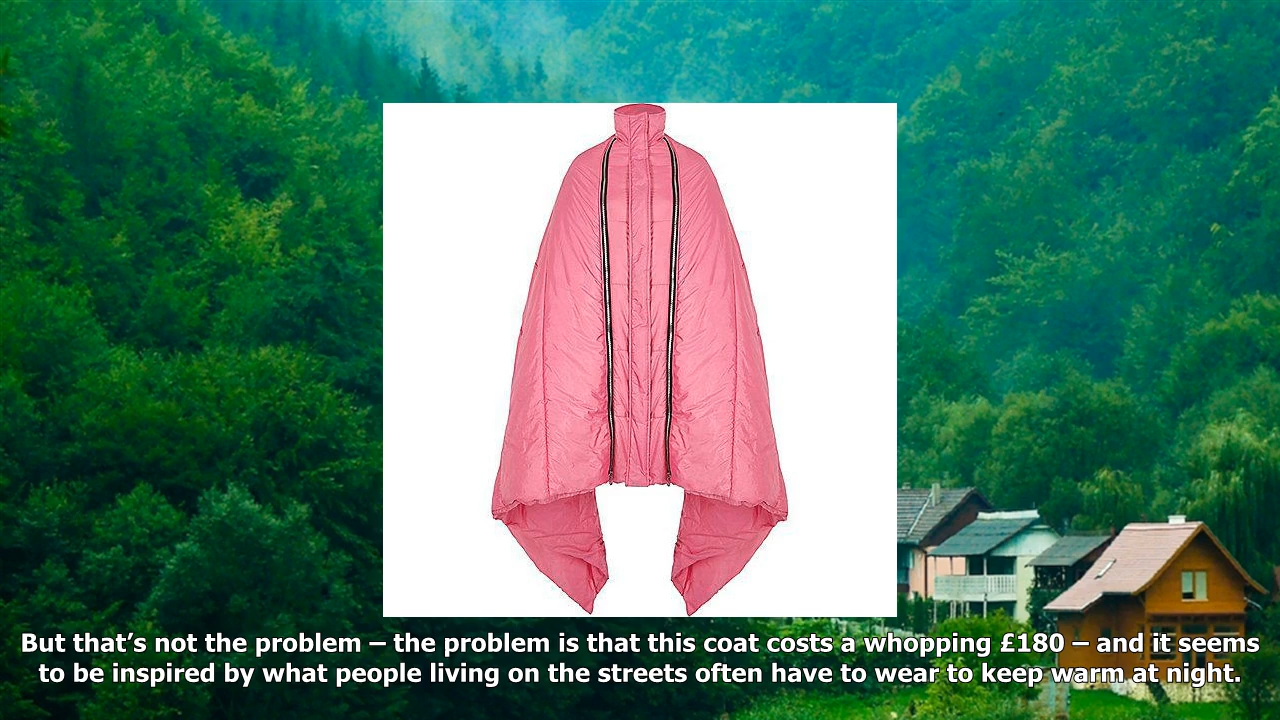 But that’s not the problem – the problem is that this coat costs a whopping £180 – and it seems
to be inspired by what people living on the streets often have to wear to keep warm at night.